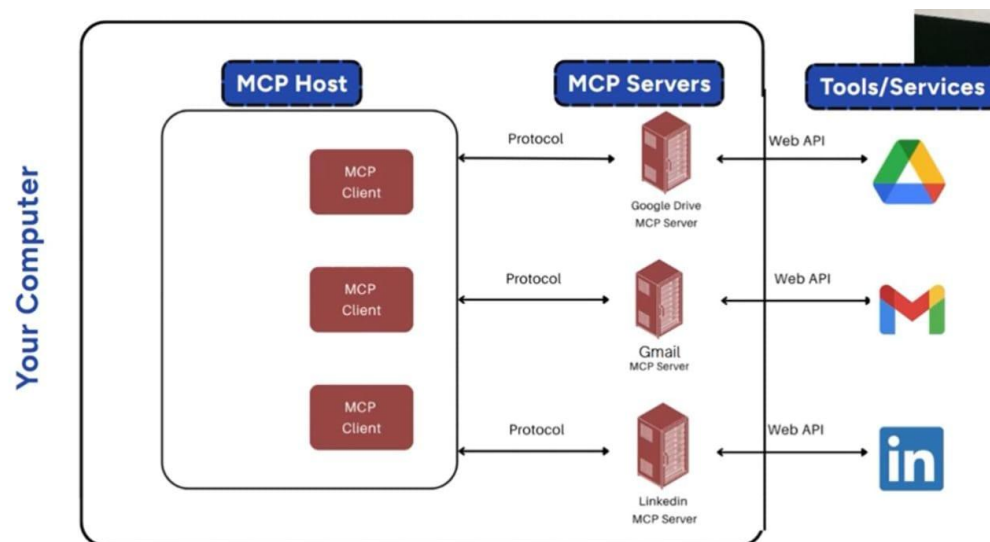 MCP Host
MCP Servers
Tools/Services
Your Computer
MCP
Client
Protocol
Google Drive
MCP Server
Web API
MCP
Client
Protocol
Gmail
MCP Server
Web API
MCP
Client
Protocol
Linkedin
MCP Server
Web API
in